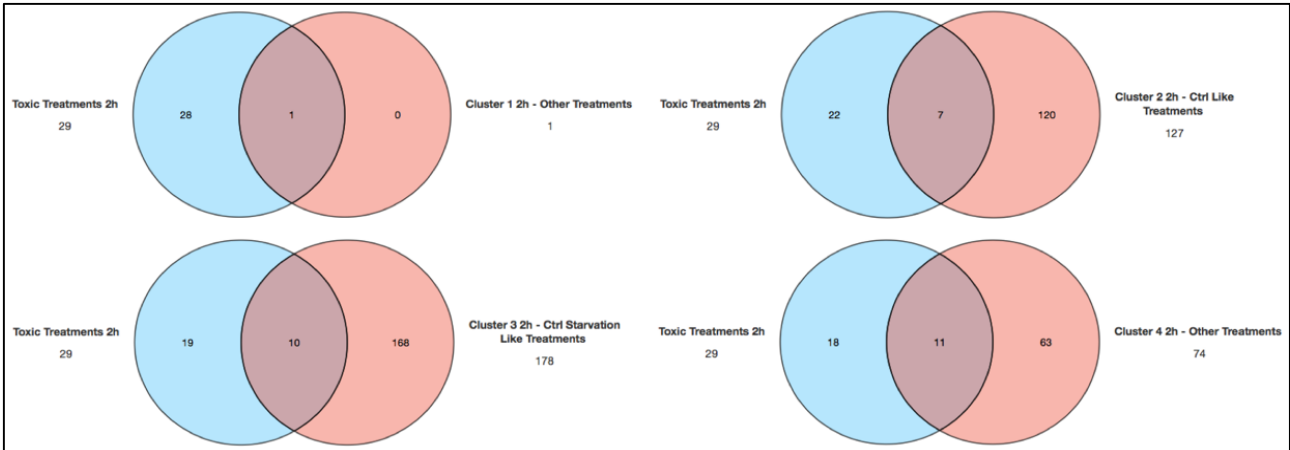 Toxic Treatments 2h
29
28
1
0
Cluster 1 2h - Other Treatments
1
Toxic Treatments 2h
29
22
7
120
Cluster 2 2h - Ctrl Like
Treatments
127
Toxic Treatments 2h
29
19
10
168
Cluster 3 2h - Ctrl Starvation
Like Treatments
178
Toxic Treatments 2h
29
18
11
63
Cluster 4 2h - Other Treatments
74